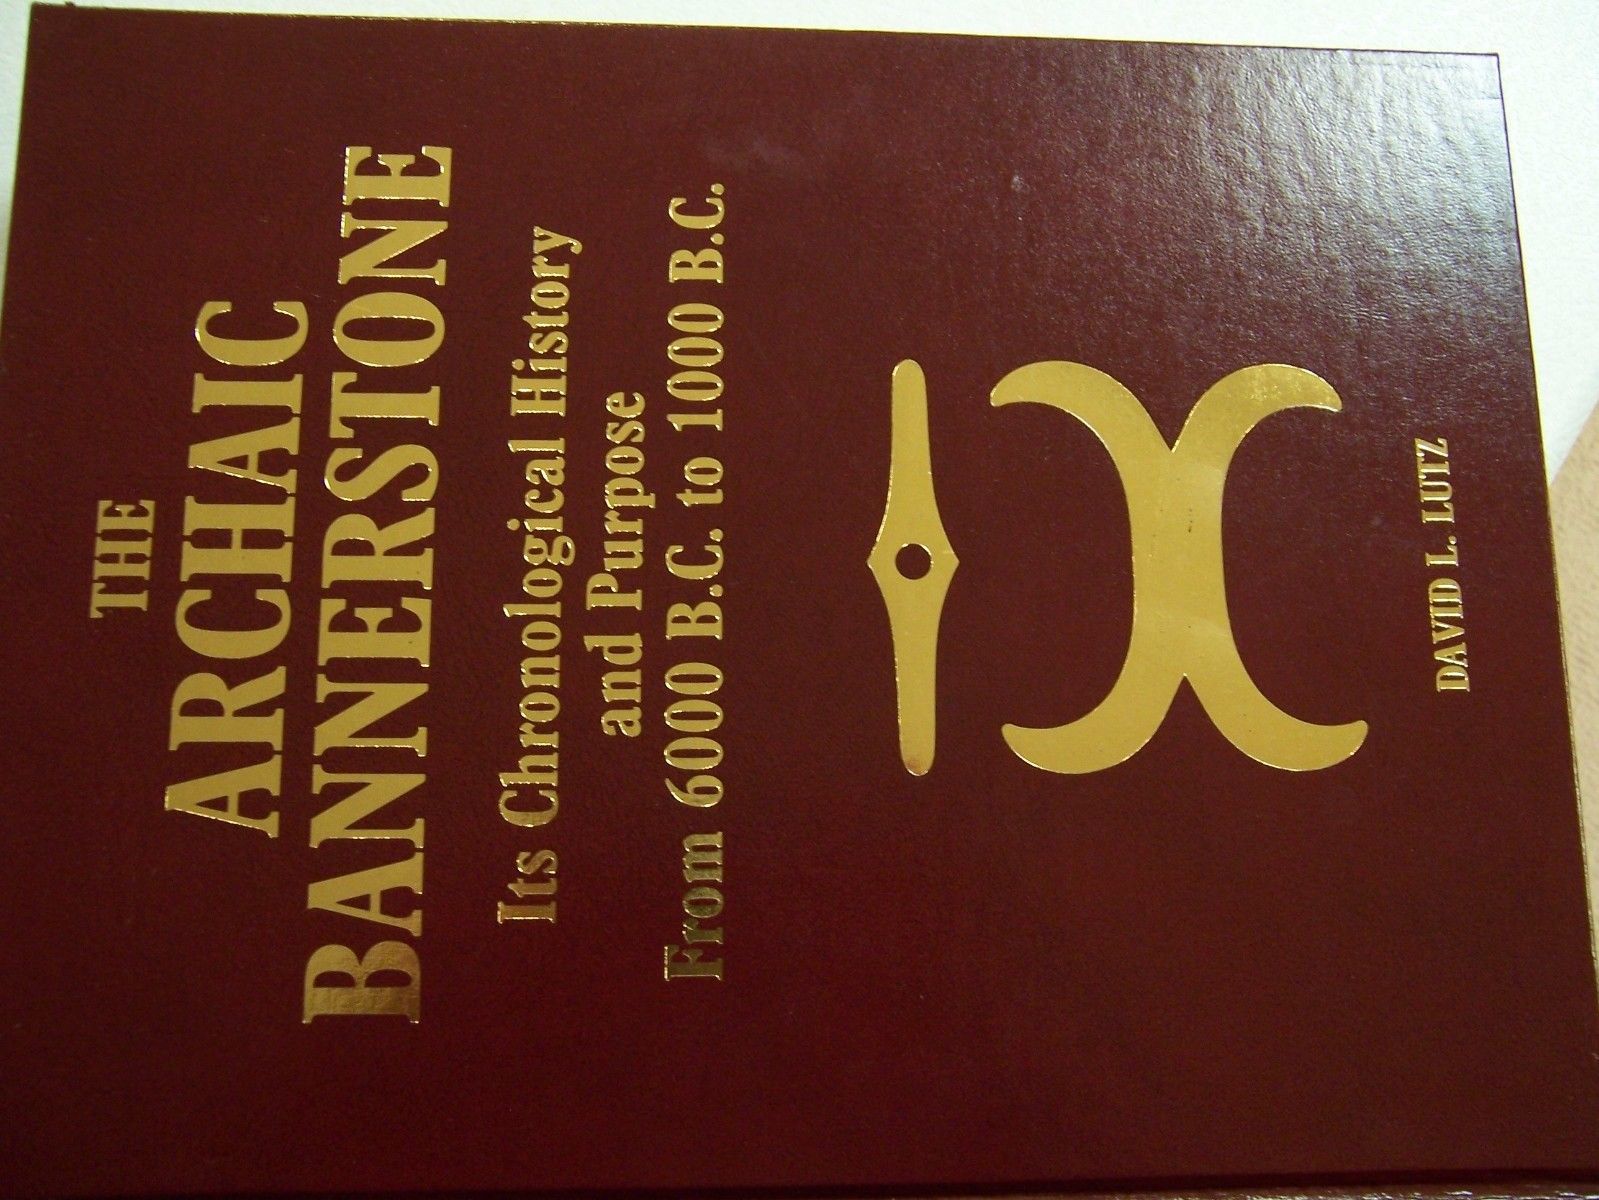 THE
ARCHAIC
BANNERSTONE
Its Chronological History
and Purpose
From 6000 B.C. to 1000 B.C.
DAVID L. LUTZ